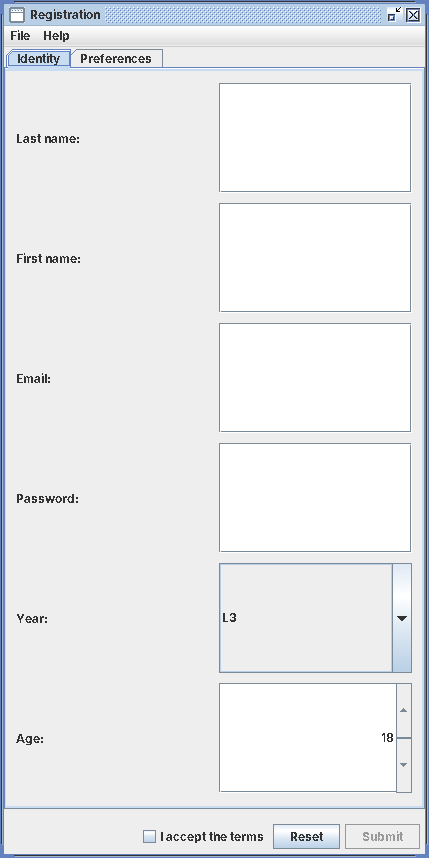 Registration
File Help
Identity Preferences
Last name:
First name:
Email:
Password:
Year: L3
Age: 18
I accept the terms Reset Submit